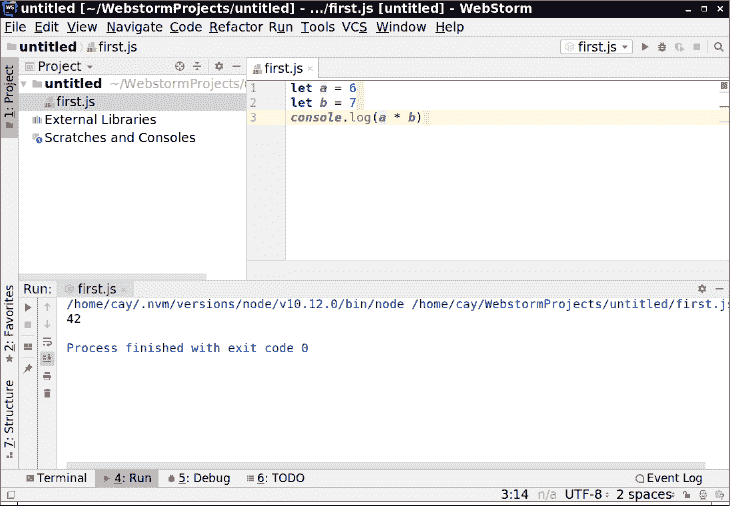 WS untitled [~/WebstormProjects/untitled] - .../first.js [untitled] - WebStorm
File Edit View Navigate Code Refactor Run Tools VCS Window Help
untitled first.js first.js
1: Project
Project
untitled ~/WebstormProjects/
first.js
External Libraries
Scratches and Consoles
first.js
1 let a = 6
2 let b = 7
3 console.log(a * b)
2: Favorites
7: Structure
Run: first.js
/home/cay/.nvm/versions/node/v10.12.0/bin/node /home/cay/WebstormProjects/untitled/first.js
42
Process finished with exit code 0
Terminal 4: Run 5: Debug 6: TODO Event Log
3:14 n/a UTF-8 2 spaces